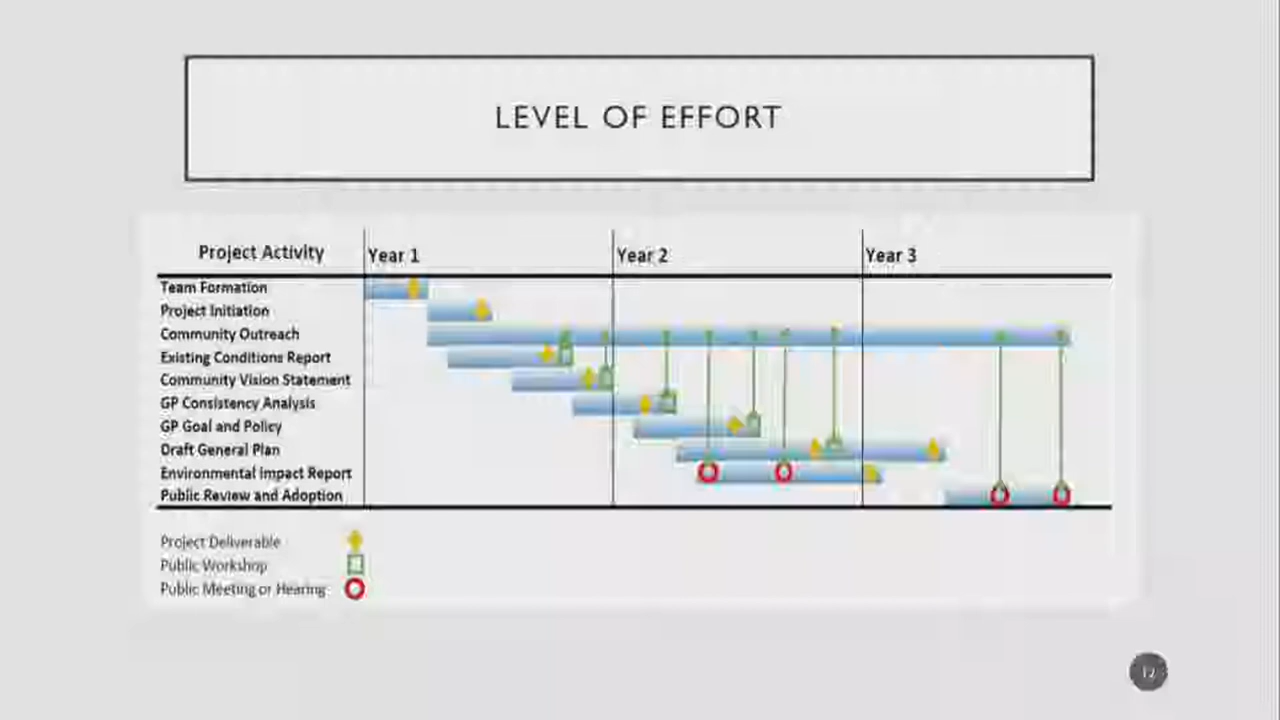 LEVEL OF EFFORT
Project Activity Year 1 Year 2 Year 3
Team Formation
Project Initiation
Community Outreach
Existing Conditions Report
Community Vision Statement
GP Consistency Analysis
GP Goal and Policy
Draft General Plan
Environmental Impact Report
Public Review and Adoption
Project Deliverable
Public Workshop
Public Meeting or Hearing
12